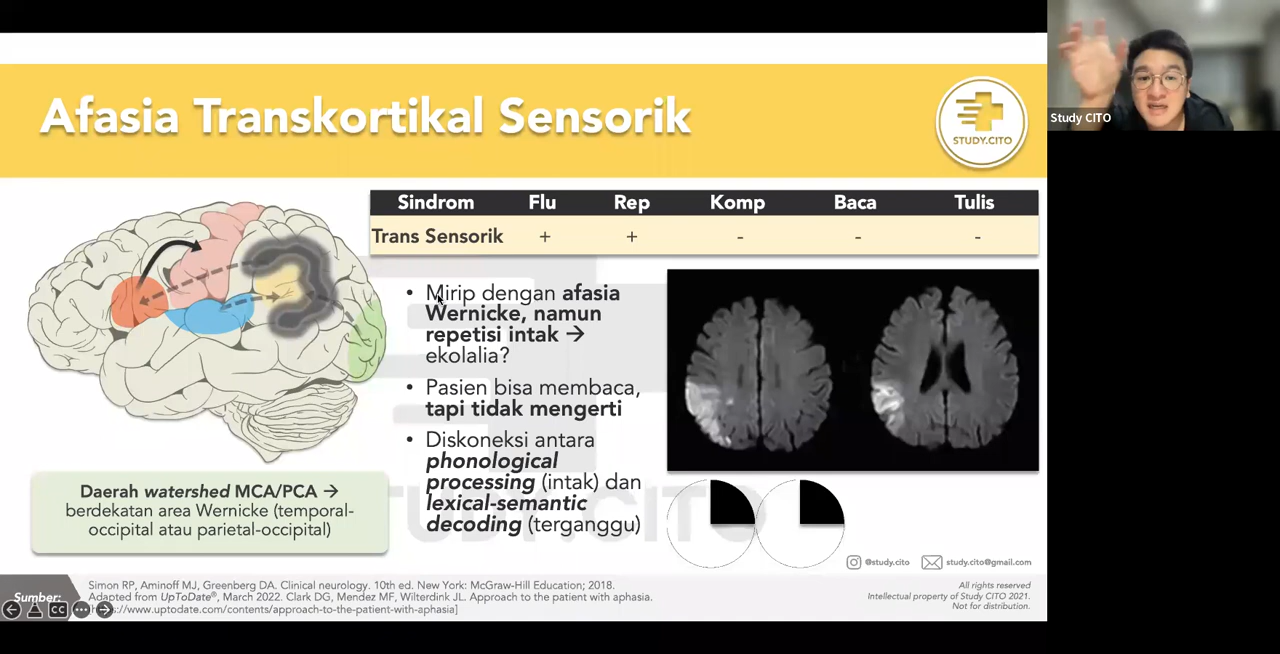 Afasia Transkortikal Sensorik
STUDY.CITO
Study CITO
Sindrom Flu Rep Komp Baca Tulis
Trans Sensorik + + - - -
• Mirip dengan afasia
Wernicke, namun
repetisi intak →
ekolalia?
• Pasien bisa membaca,
tapi tidak mengerti
• Diskoneksi antara
phonological
processing (intak) dan
lexical-semantic
decoding (terganggu)
Daerah watershed MCA/PCA →
berdekatan area Wernicke (temporal-
occipital atau parietal-occipital)
STUDY.CITO
@study.cito study.cito@gmail.com
Sumber:
Simon RP, Aminoff MJ, Greenberg DA. Clinical neurology. 10th ed. New York: McGraw-Hill Education; 2018.
Adapted from UpToDate®, March 2022. Clark DG, Mendez MF, Wilterdink JL. Approach to the patient with aphasia.
://www.uptodate.com/contents/approach-to-the-patient-with-aphasia]
All rights reserved
Intellectual property of Study CITO 2021.
Not for distribution.
CC